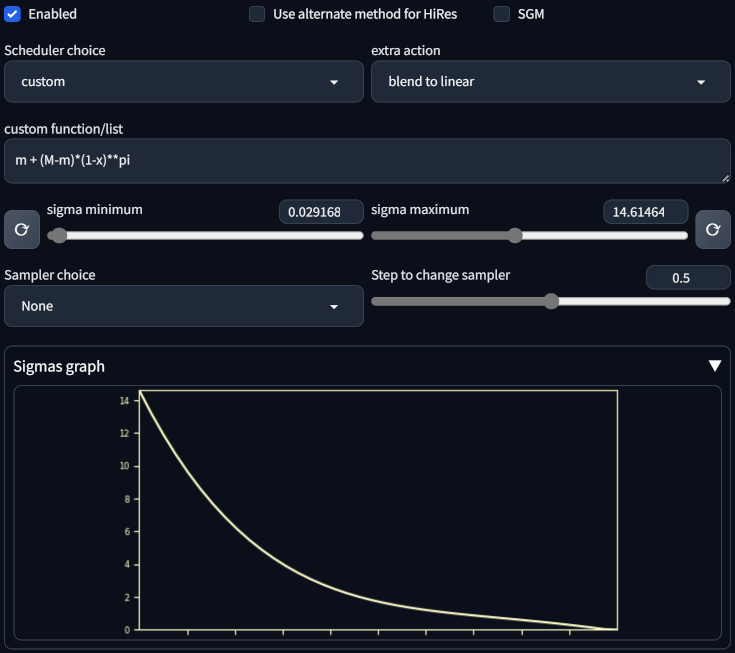 Enabled Use alternate method for HiRes SGM
Scheduler choice extra action
custom blend to linear
custom function/list
m + (M-m)*(1-x)**pi
sigma minimum 0.029168 sigma maximum 14.61464
Sampler choice Step to change sampler 0.5
None
Sigmas graph
14
12
10
8
6
4
2
0